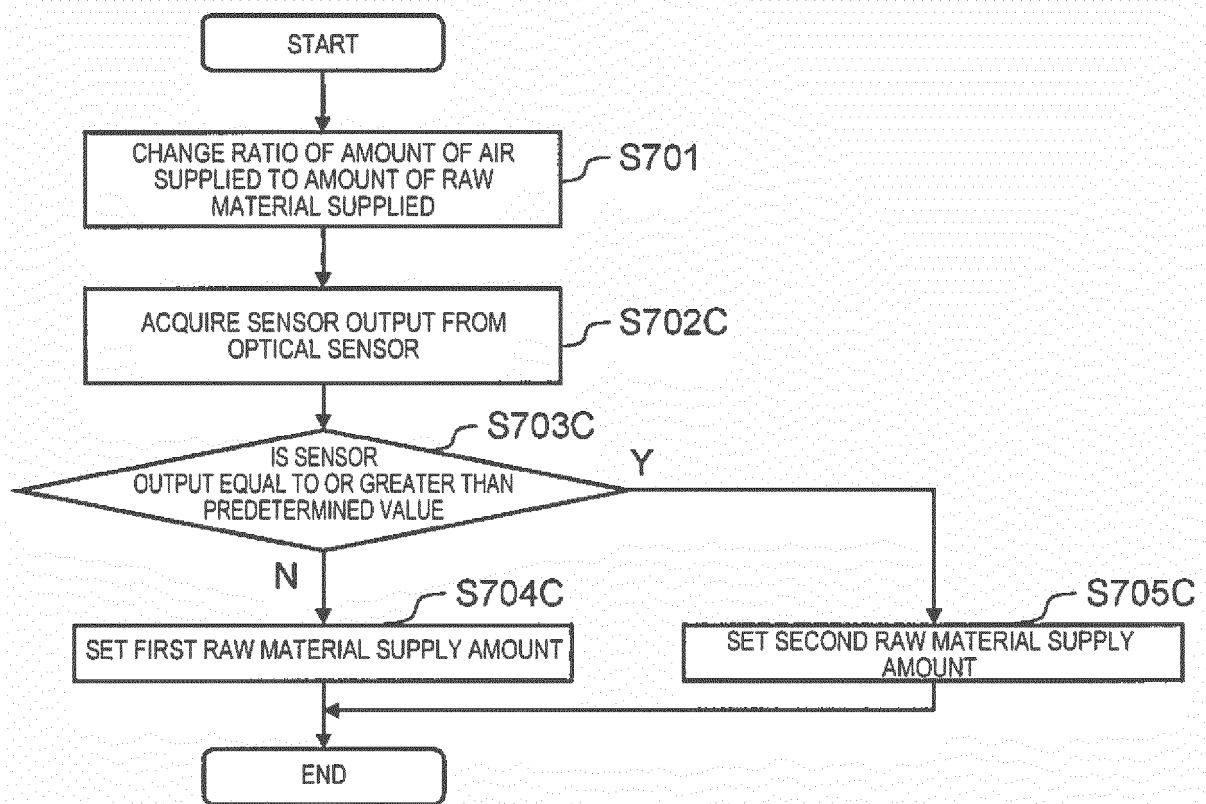 START
CHANGE RATIO OF AMOUNT OF AIR
SUPPLIED TO AMOUNT OF RAW
MATERIAL SUPPLIED
S701
ACQUIRE SENSOR OUTPUT FROM
OPTICAL SENSOR
S702C
S703C
IS SENSOR
OUTPUT EQUAL TO OR GREATER THAN
PREDETERMINED VALUE
Y
N
S704C
SET FIRST RAW MATERIAL SUPPLY AMOUNT
S705C
SET SECOND RAW MATERIAL SUPPLY
AMOUNT
END